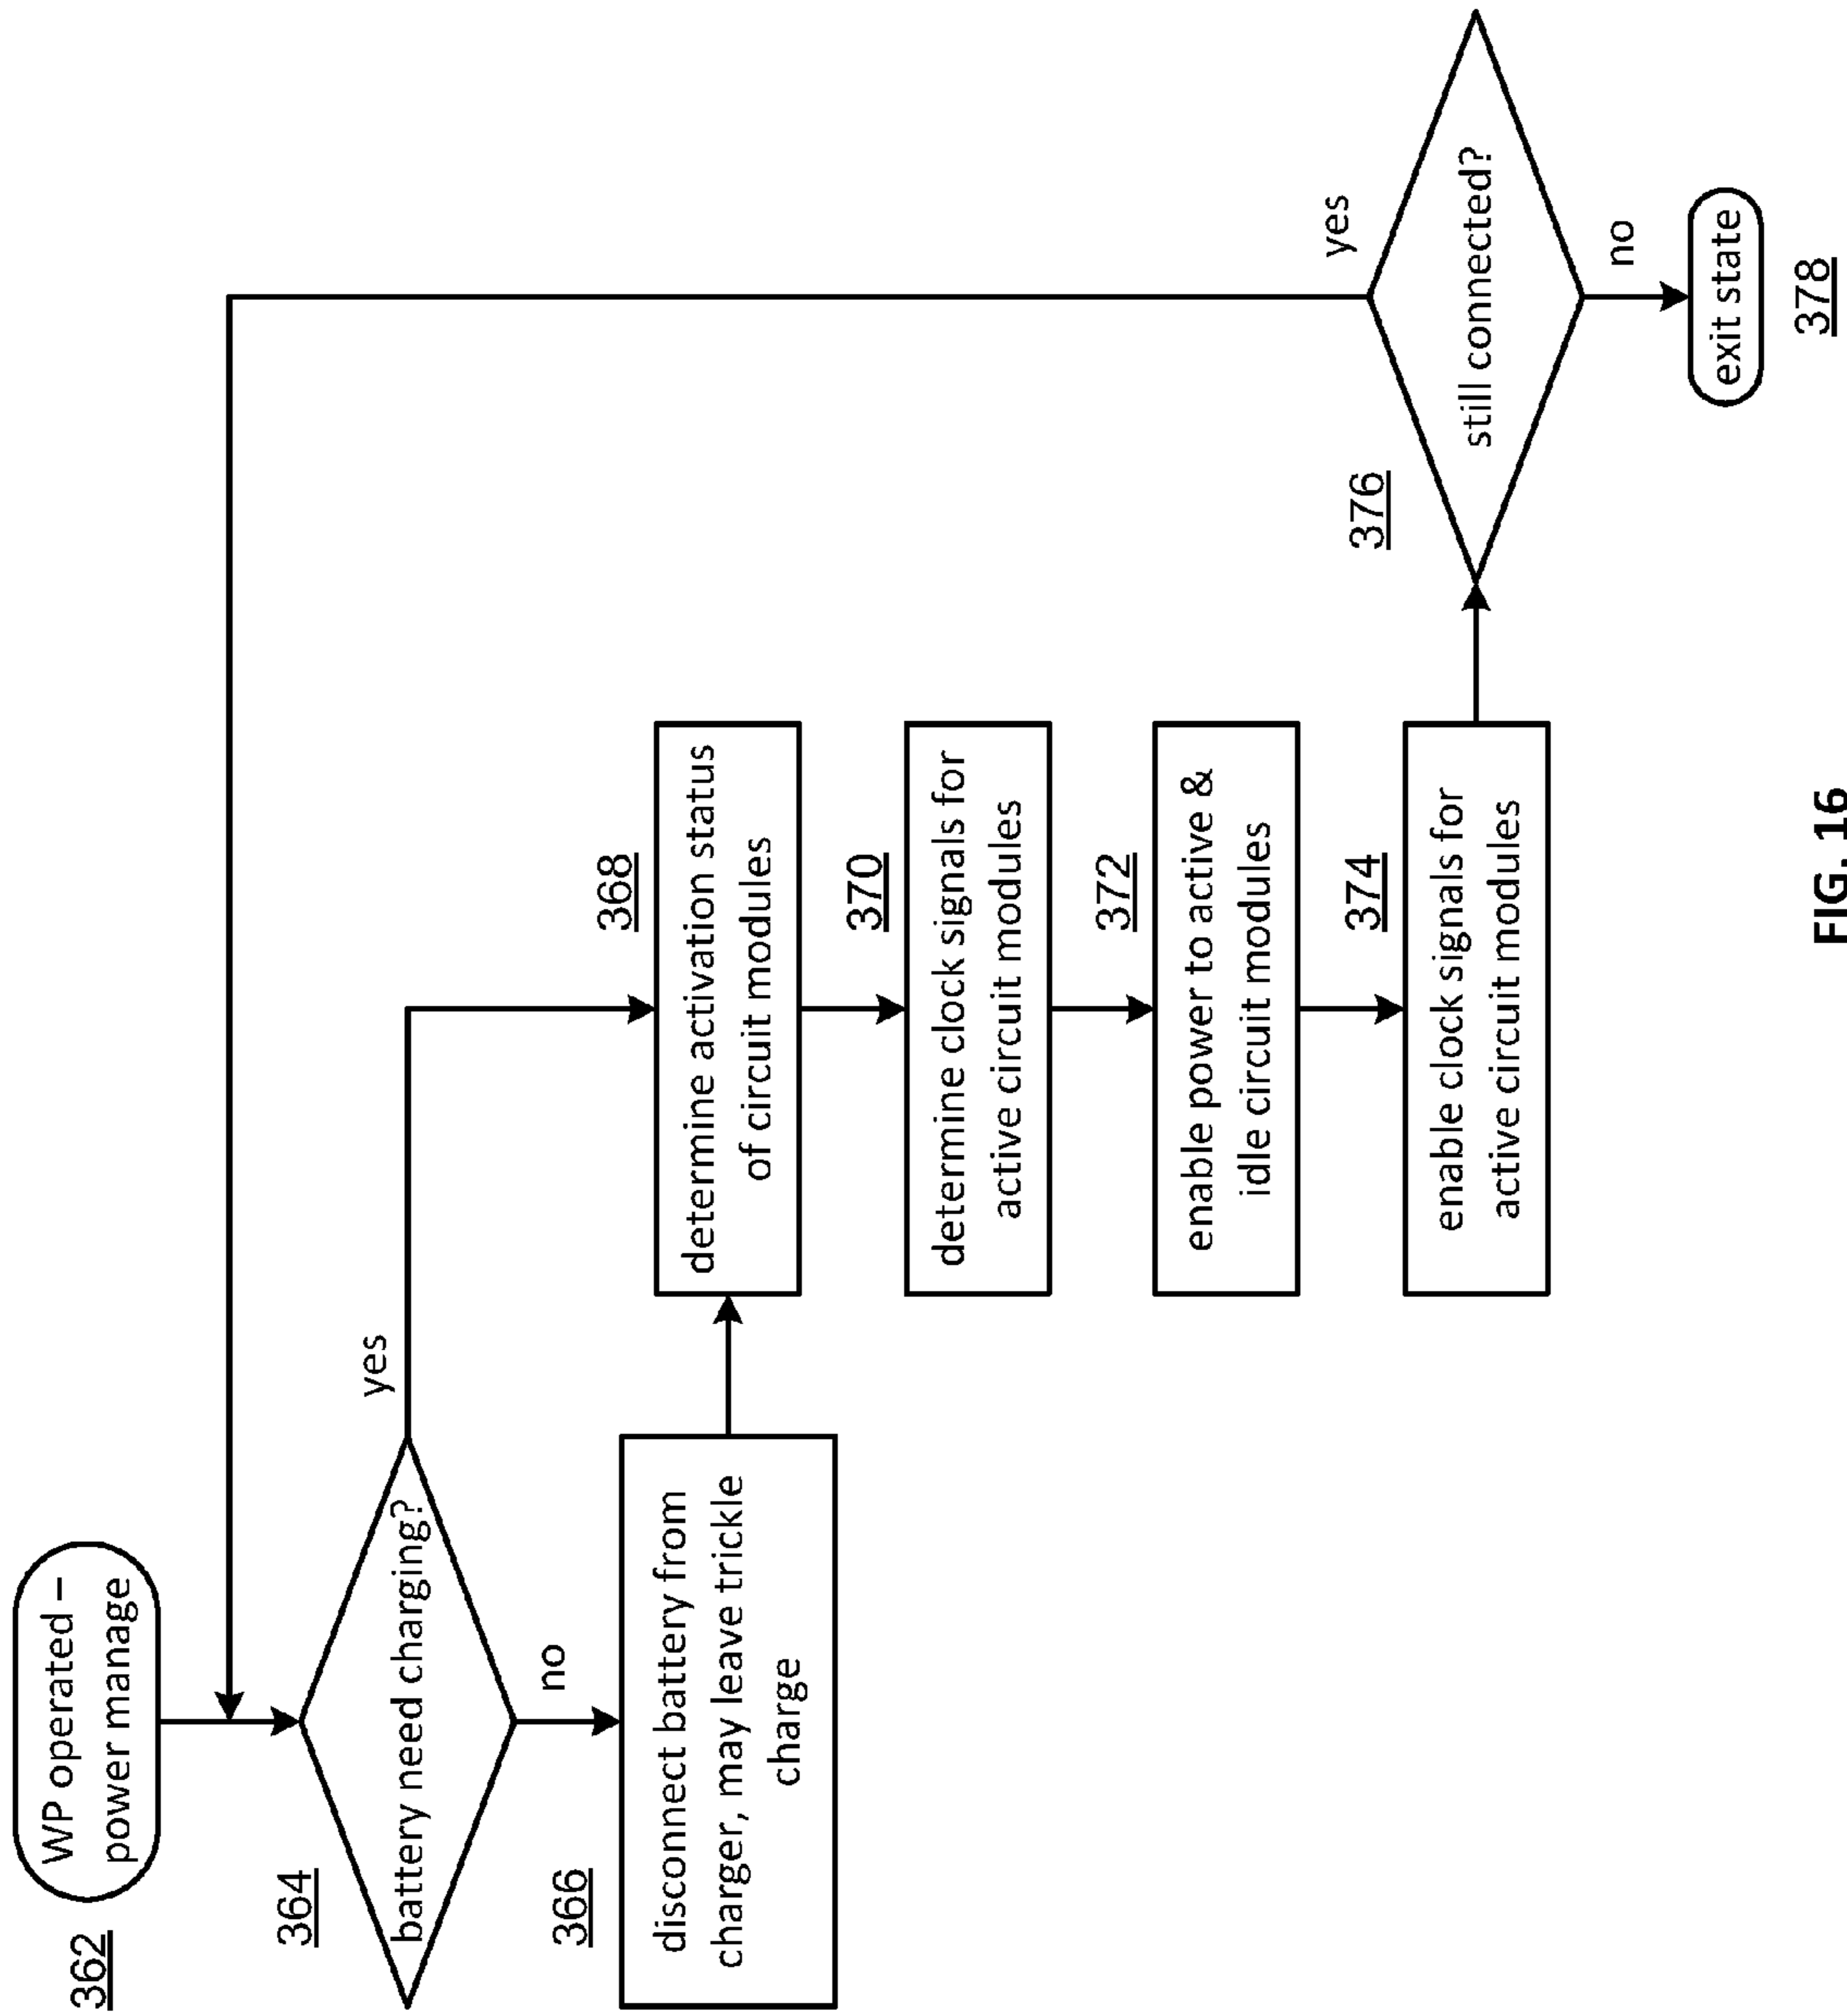 362
WP operated –
power manage
364
battery need charging?
yes
no
366
disconnect battery from
charger, may leave trickle
charge
368
determine activation status
of circuit modules
370
determine clock signals for
active circuit modules
372
enable power to active &
idle circuit modules
374
enable clock signals for
active circuit modules
376
still connected?
yes
no
exit state
378
FIG. 16